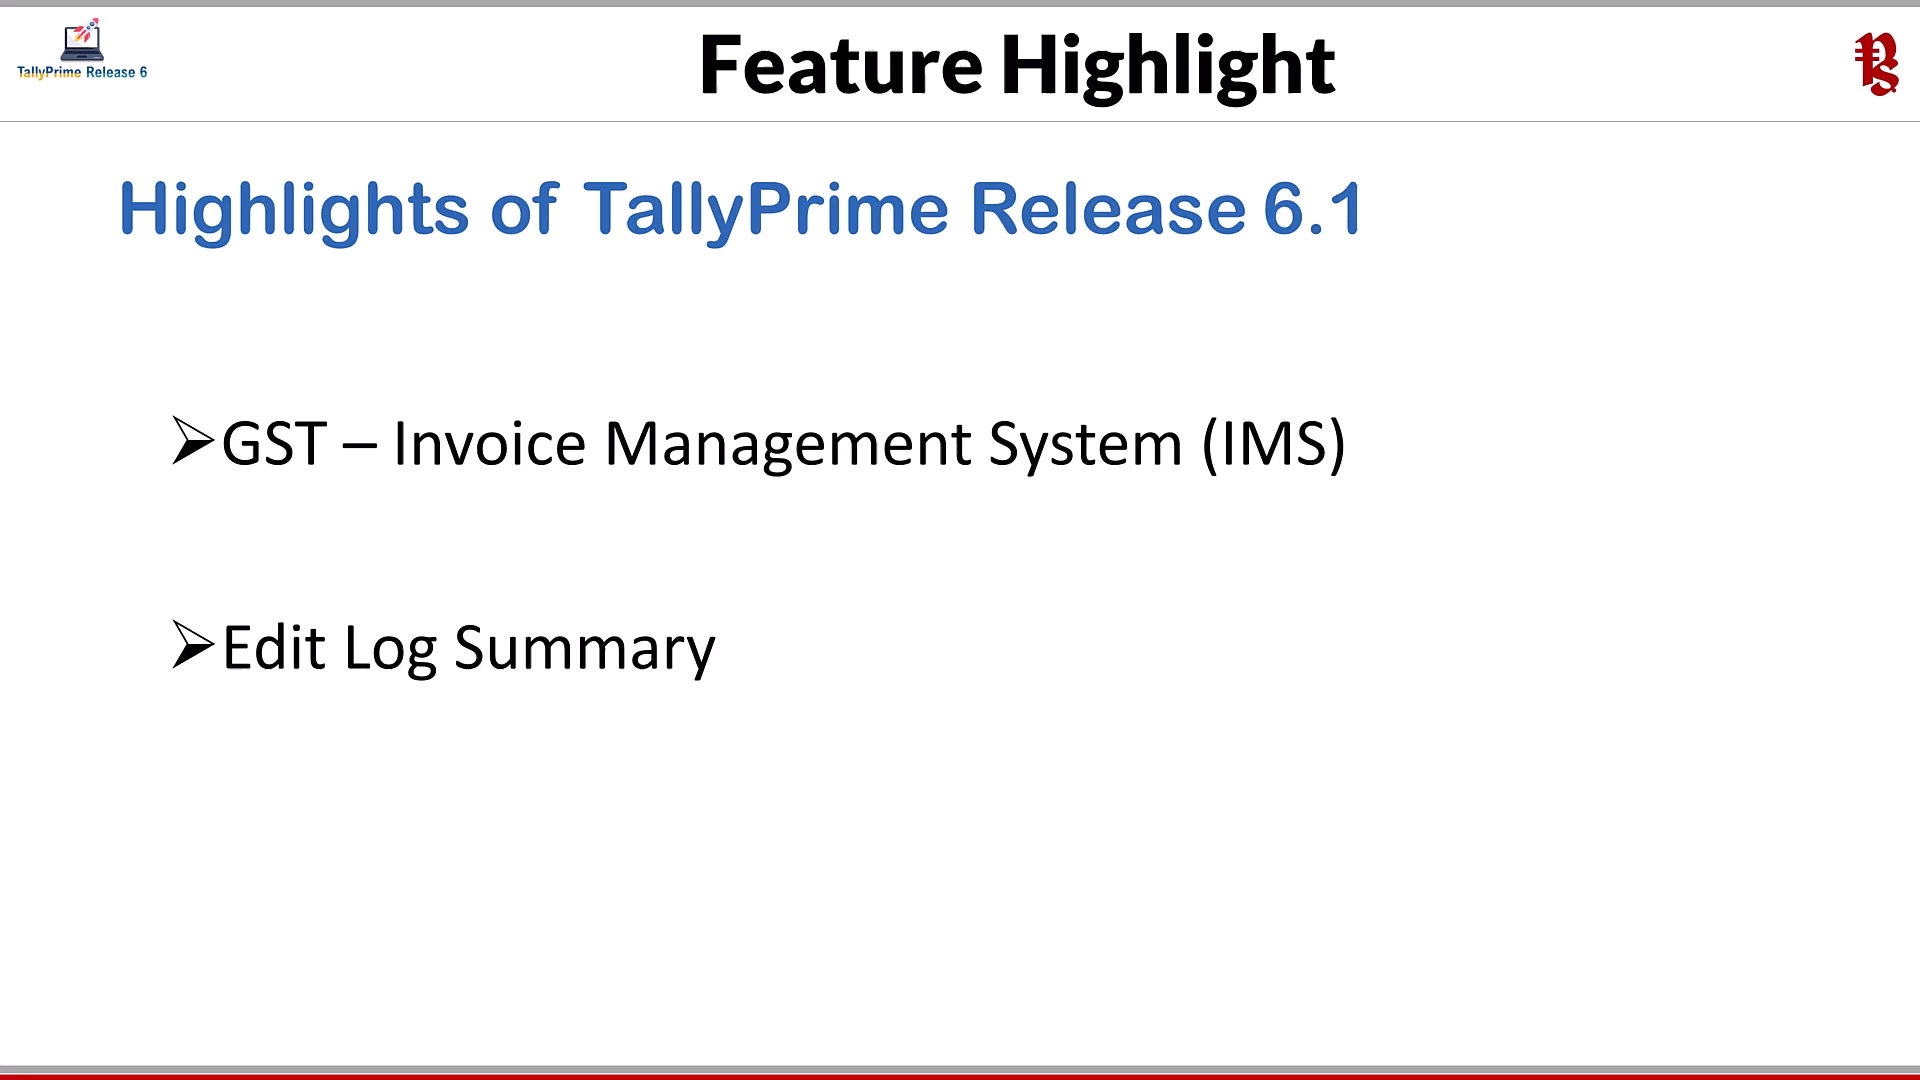 TallyPrime Release 6
Feature Highlight
Highlights of TallyPrime Release 6.1
➢GST – Invoice Management System (IMS)
➢Edit Log Summary